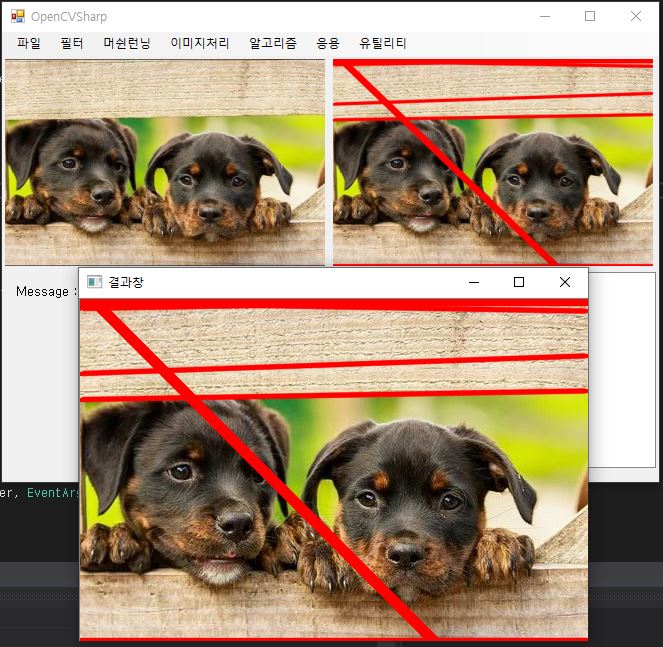 OpenCVSharp
파일 필터 머쉰런닝 이미지처리 알고리즘 응용 유틸리티
Message :
결과창
er, EventArs